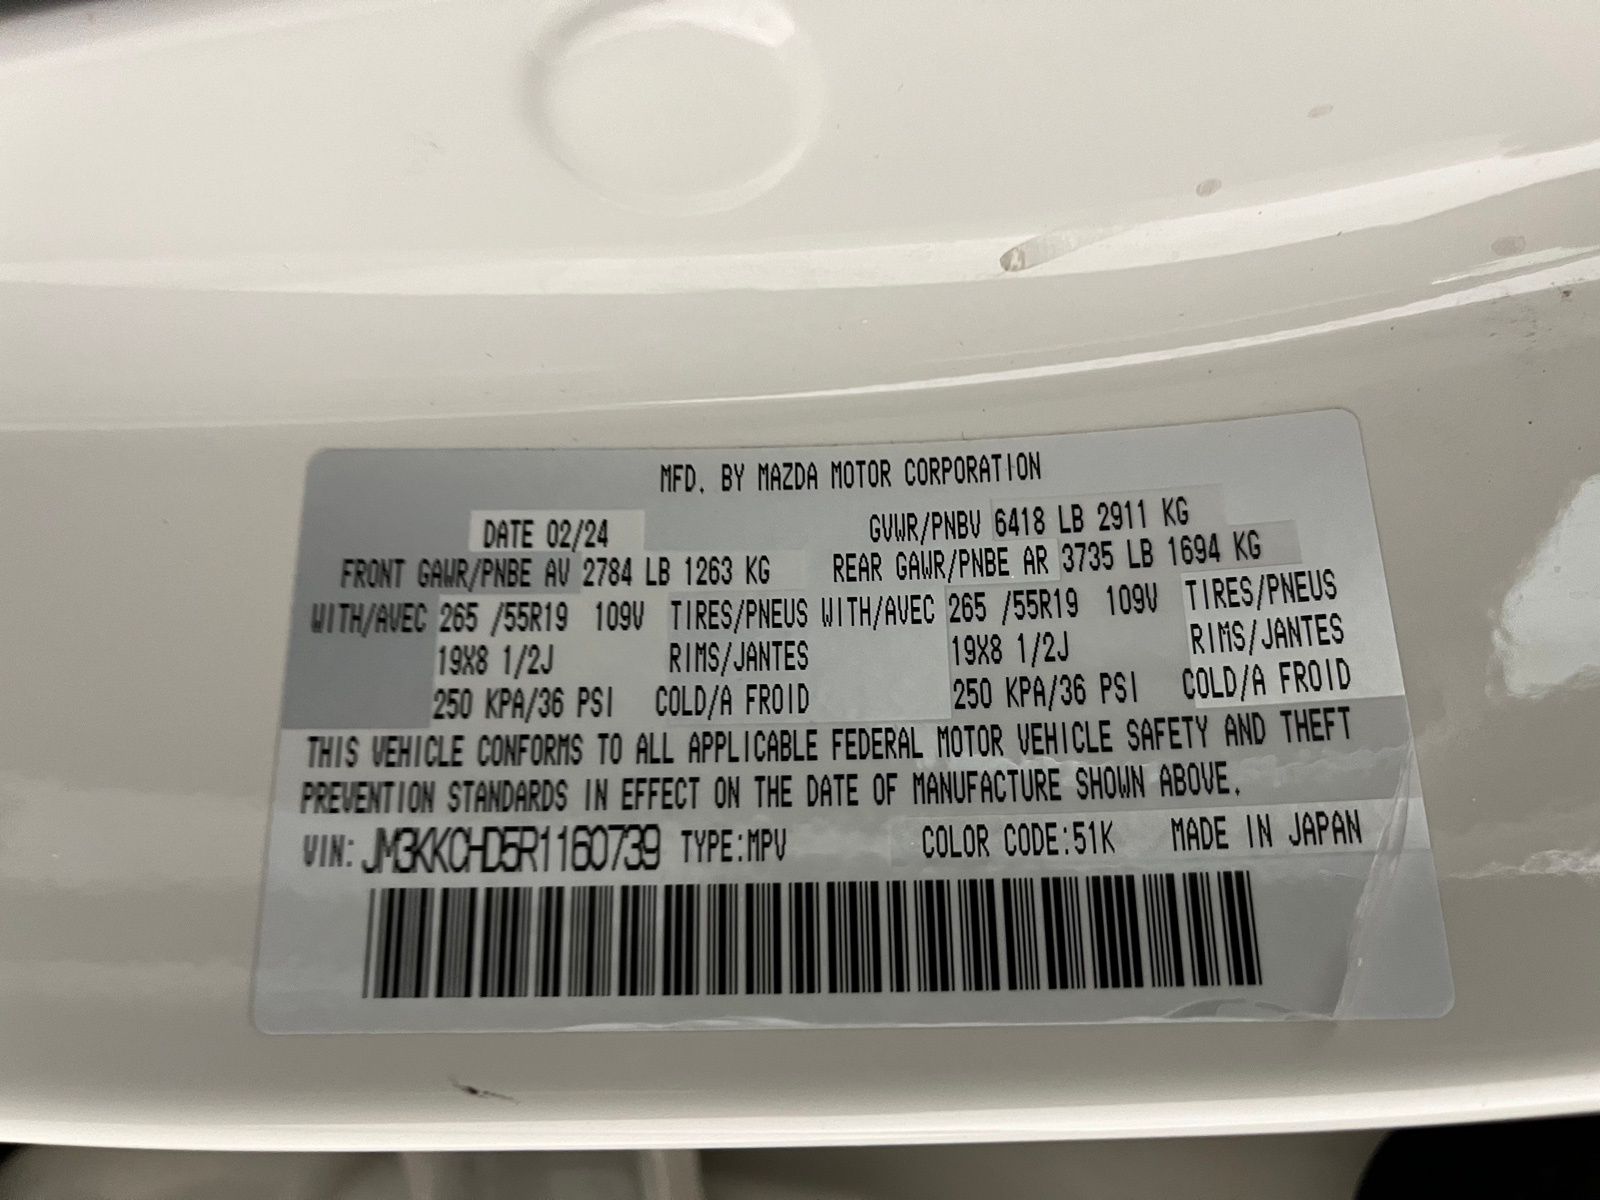 MFD. BY MAZDA MOTOR CORPORATION
DATE 02/24 GVWR/PNBV 6418 LB 2911 KG
FRONT GAWR/PNBE AV 2784 LB 1263 KG REAR GAWR/PNBE AR 3735 LB 1694 KG
WITH/AVEC 265 /55R19 109V TIRES/PNEUS WITH/AVEC 265 /55R19 109V TIRES/PNEUS
19X8 1/2J RIMS/JANTES 19X8 1/2J RIMS/JANTES
250 KPA/36 PSI COLD/A FROID 250 KPA/36 PSI COLD/A FROID
THIS VEHICLE CONFORMS TO ALL APPLICABLE FEDERAL MOTOR VEHICLE SAFETY AND THEFT
PREVENTION STANDARDS IN EFFECT ON THE DATE OF MANUFACTURE SHOWN ABOVE.
VIN: JM3KKCHD5R1160739 TYPE:MPV COLOR CODE:51K MADE IN JAPAN